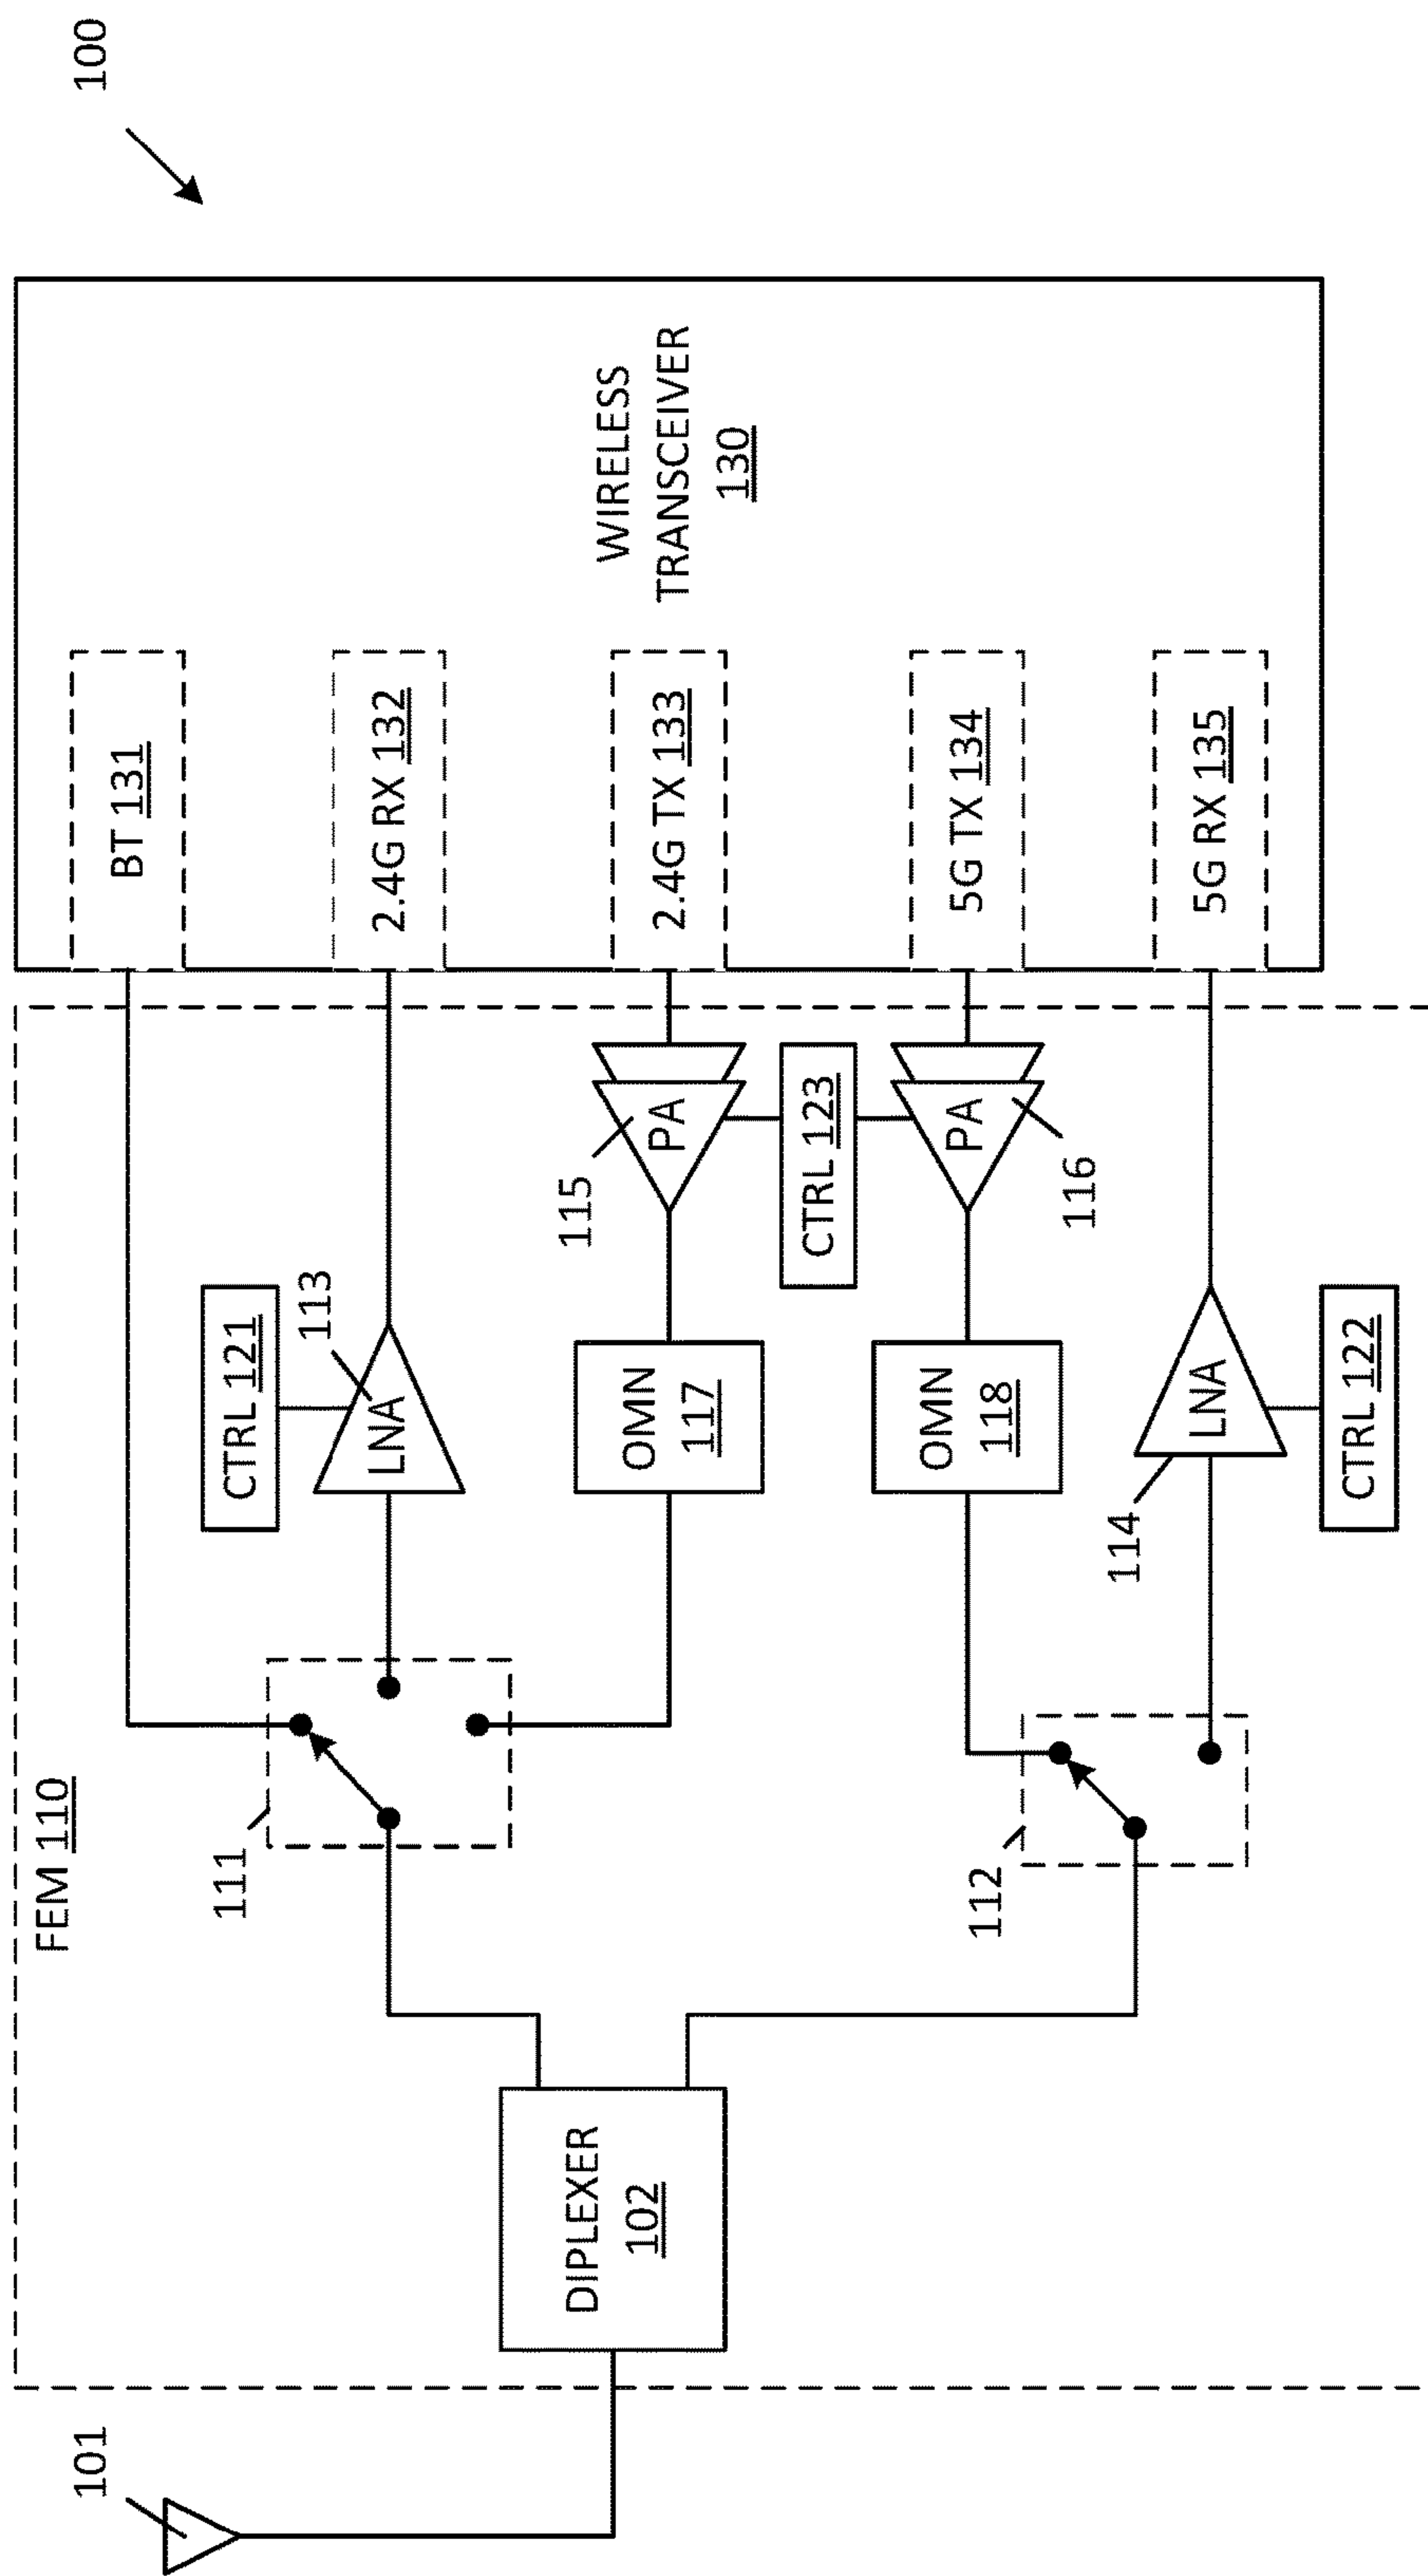 100
101
FEM 110
DIPLEXER
102
111
112
CTRL 121
113
LNA
OMN
117
OMN
118
114
LNA
CTRL 122
115
PA
CTRL 123
PA
116
BT 131
2.4G RX 132
2.4G TX 133
5G TX 134
5G RX 135
WIRELESS
TRANSCEIVER
130